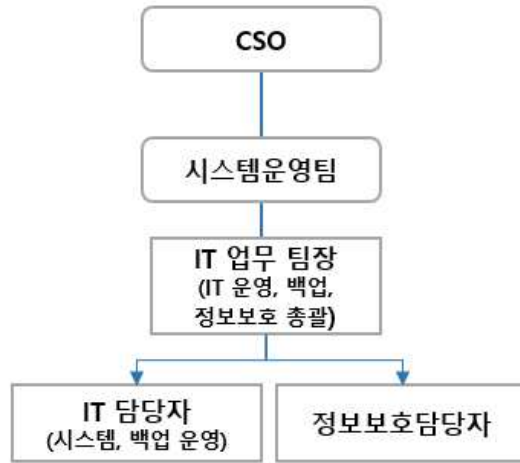 CSO
시스템운영팀
IT 업무 팀장
(IT 운영, 백업,
정보보호 총괄)
IT 담당자
(시스템, 백업 운영)
정보보호담당자